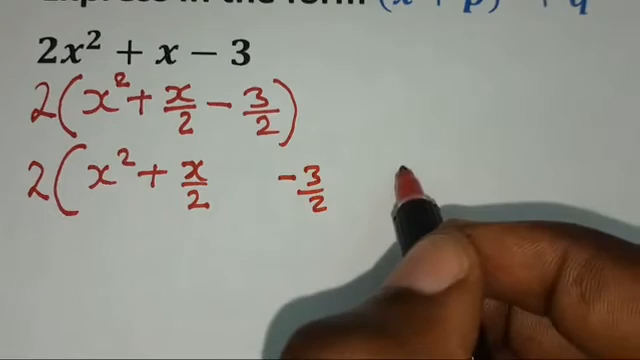 Express in the form (x + p)² + q
2x² + x − 3
2(x² + x/2 − 3/2)
2(x² + x/2 − 3/2